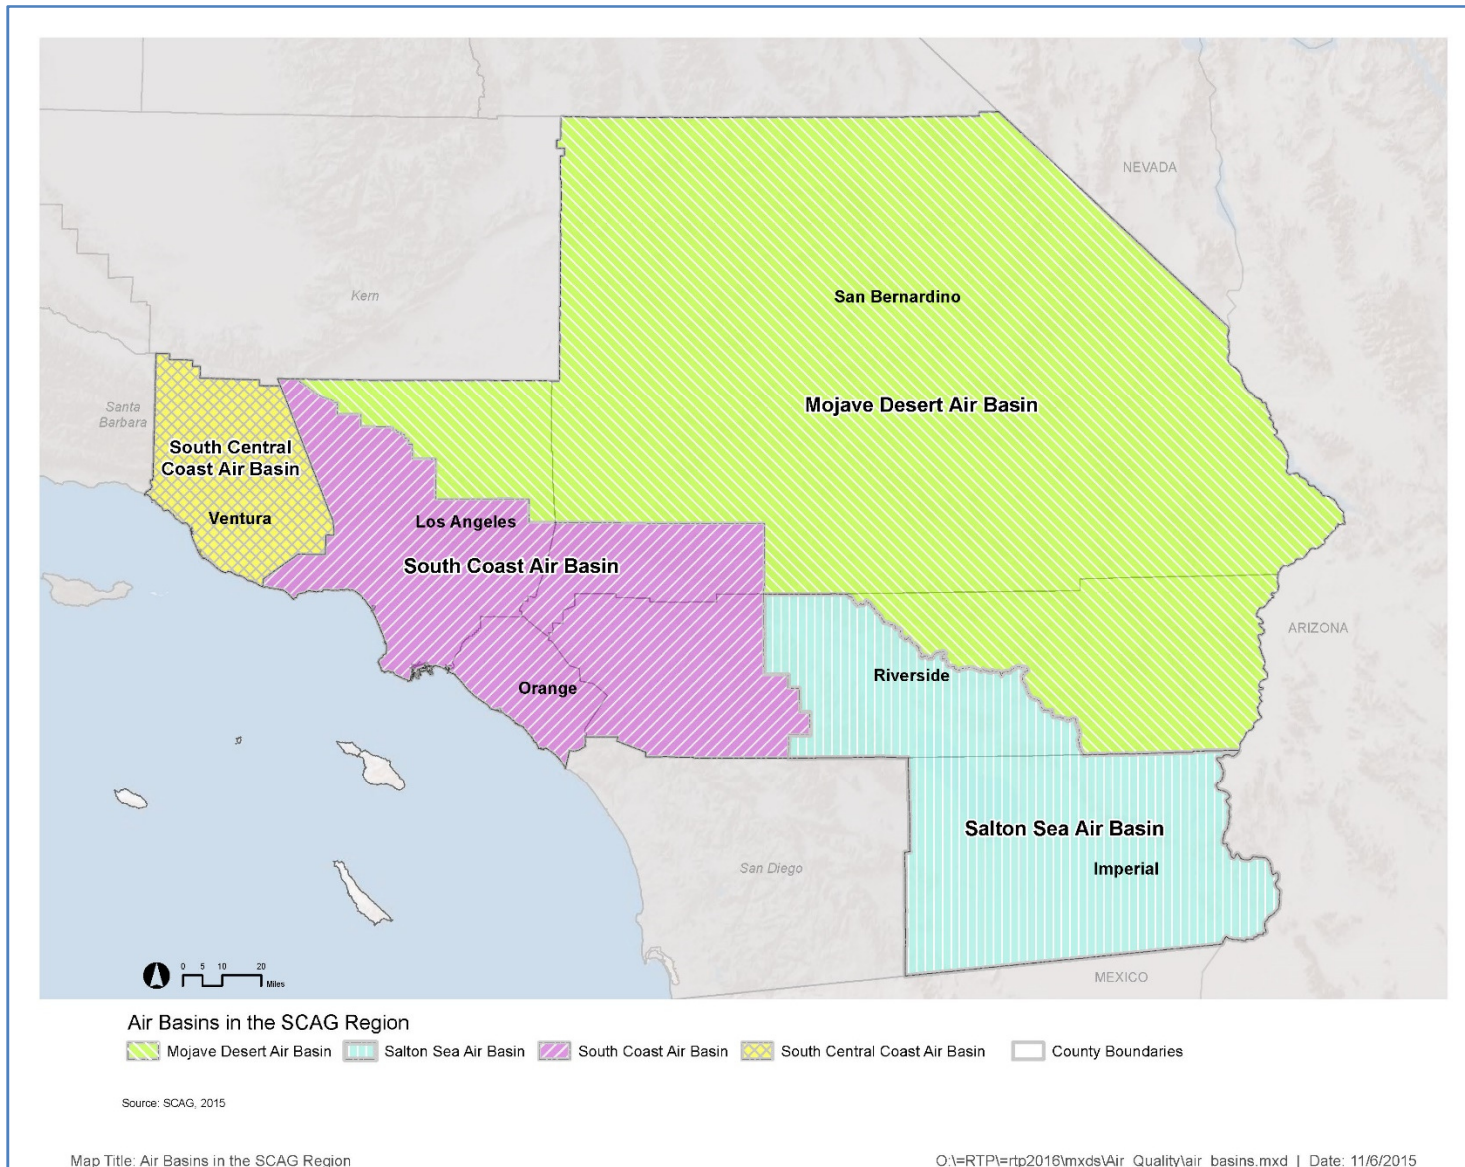 NEVADA
Kern
San Bernardino
Santa
Barbara
Mojave Desert Air Basin
South Central
Coast Air Basin
Ventura
Los Angeles
South Coast Air Basin
ARIZONA
Riverside
Orange
Salton Sea Air Basin
San Diego
Imperial
MEXICO
0 5 10 20
Miles
Air Basins in the SCAG Region
Mojave Desert Air Basin Salton Sea Air Basin South Coast Air Basin South Central Coast Air Basin County Boundaries
Source: SCAG, 2015
Map Title: Air Basins in the SCAG Region O:\=RTP\=rtp2016\mxds\Air_Quality\air_basins.mxd | Date: 11/6/2015